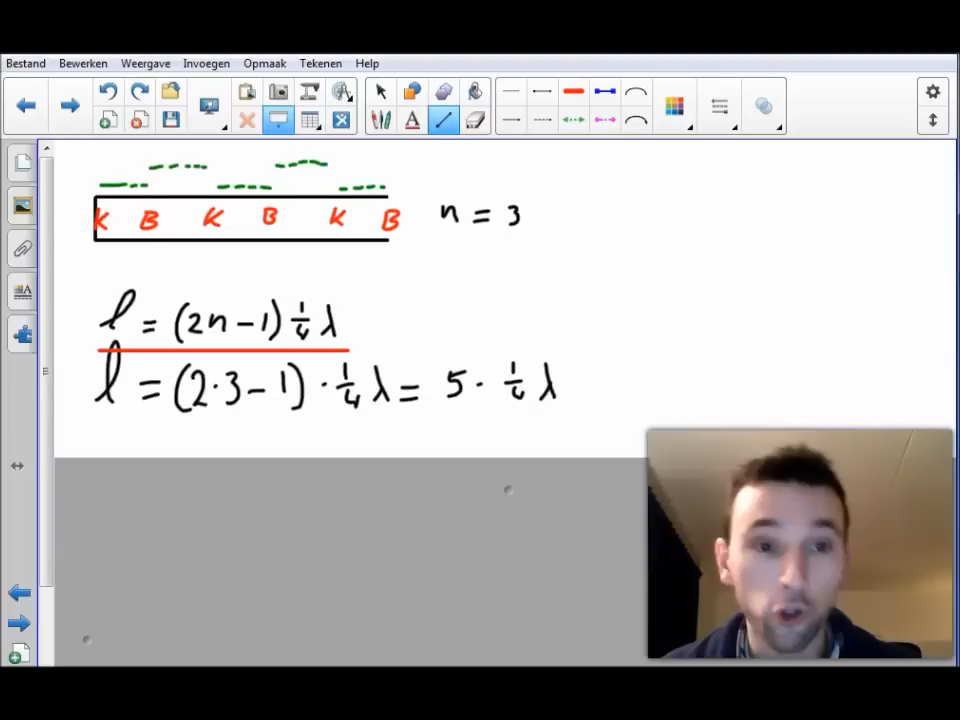 Bestand Bewerken Weergave Invoegen Opmaak Tekenen Help
K B K B K B n = 3
l = (2n-1) 1/4 λ
l = (2·3-1) · 1/4 λ = 5 · 1/4 λ